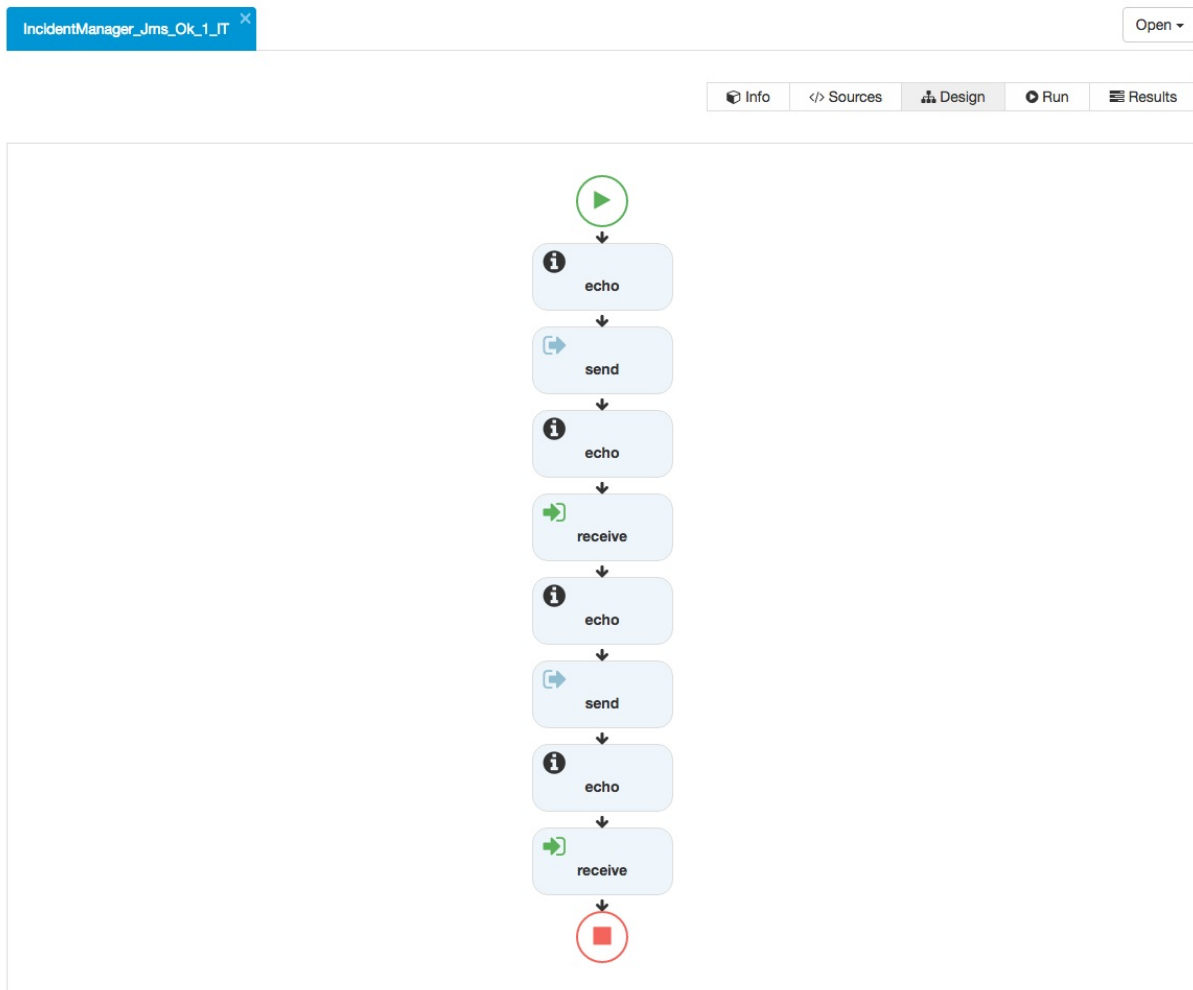 IncidentManager_Jms_Ok_1_IT
Open
Info </> Sources Design Run Results
echo
send
echo
receive
echo
send
echo
receive